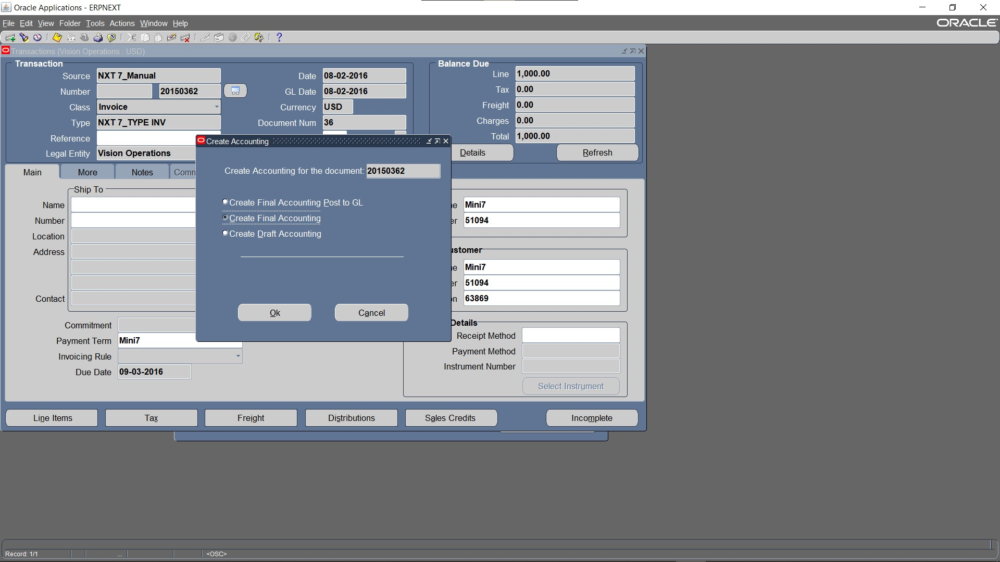 Oracle Applications - ERPNEXT
File Edit View Folder Tools Actions Window Help
ORACLE
Transactions (Vision Operations : USD)
Transaction
Source NXT 7_Manual
Number 20150362
Class Invoice
Type NXT 7_TYPE INV
Reference
Legal Entity Vision Operations
Date 08-02-2016
GL Date 08-02-2016
Currency USD
Document Num 36
Balance Due
Line 1,000.00
Tax 0.00
Freight 0.00
Charges 0.00
Total 1,000.00
Details Refresh
Create Accounting
Create Accounting for the document: 20150362
Create Final Accounting Post to GL
Create Final Accounting
Create Draft Accounting
Ok Cancel
Main More Notes Comm
Ship To
Name
Number
Location
Address
Contact
Commitment
Payment Term Mini7
Invoicing Rule
Due Date 09-03-2016
e Mini7
er 51094
ustomer
e Mini7
er 51094
on 63869
Details
Receipt Method
Payment Method
Instrument Number
Select Instrument
Line Items Tax Freight Distributions Sales Credits Incomplete
Record: 1/1 ... <OSC>